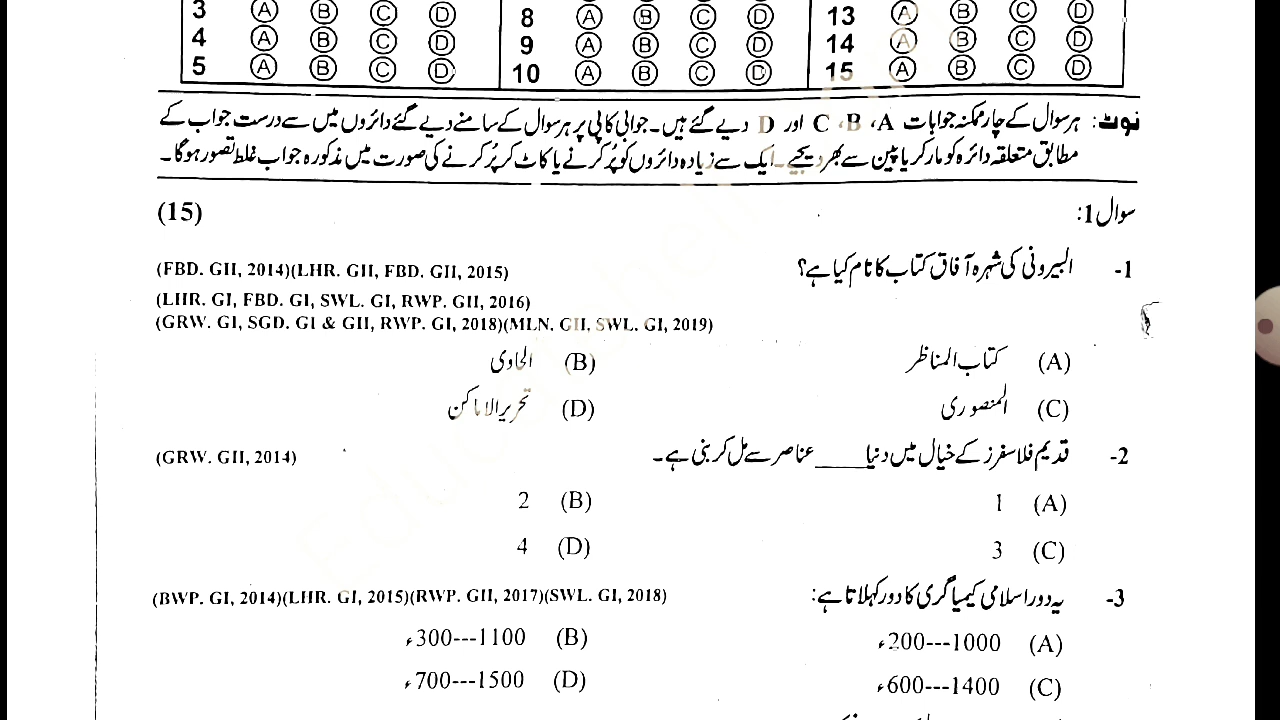 3 A B C D 8 A B C D 13 A B C D
4 A B C D 9 A B C D 14 A B C D
5 A B C D 10 A B C D 15 A B C D
نوٹ: ہر سوال کے چار ممکنہ جوابات C ،B ،A اور D دیے گئے ہیں۔ جوابی کاپی پر ہر سوال کے سامنے دیے گئے دائروں میں سے درست جواب کے
مطابق متعلقہ دائرہ کو مارکر یا پین سے بھر دیجیے۔ ایک سے زیادہ دائروں کو پُر کرنے یا کاٹ کر پُر کرنے کی صورت میں مذکورہ جواب غلط تصور ہوگا۔
سوال 1: (15)
-1 البیرونی کی شہرہ آفاق کتاب کا نام کیا ہے؟ (FBD. GII, 2014)(LHR. GII, FBD. GII, 2015)
(LHR. GI, FBD. GI, SWL. GI, RWP. GII, 2016)
(GRW. GI, SGD. GI & GII, RWP. GI, 2018)(MLN. GII, SWL. GI, 2019)
(A) کتاب المناظر (B) الحاوی
(C) المنصوری (D) تحریر الاماکن
-2 قدیم فلاسفرز کے خیال میں دنیا____عناصر سے مل کر بنی ہے۔ (GRW. GII, 2014)
(A) 1 (B) 2
(C) 3 (D) 4
-3 یہ دور اسلامی کیمیا گری کا دور کہلاتا ہے: (BWP. GI, 2014)(LHR. GI, 2015)(RWP. GII, 2017)(SWL. GI, 2018)
(A) 200---1000ء (B) 300---1100ء
(C) 600---1400ء (D) 700---1500ء